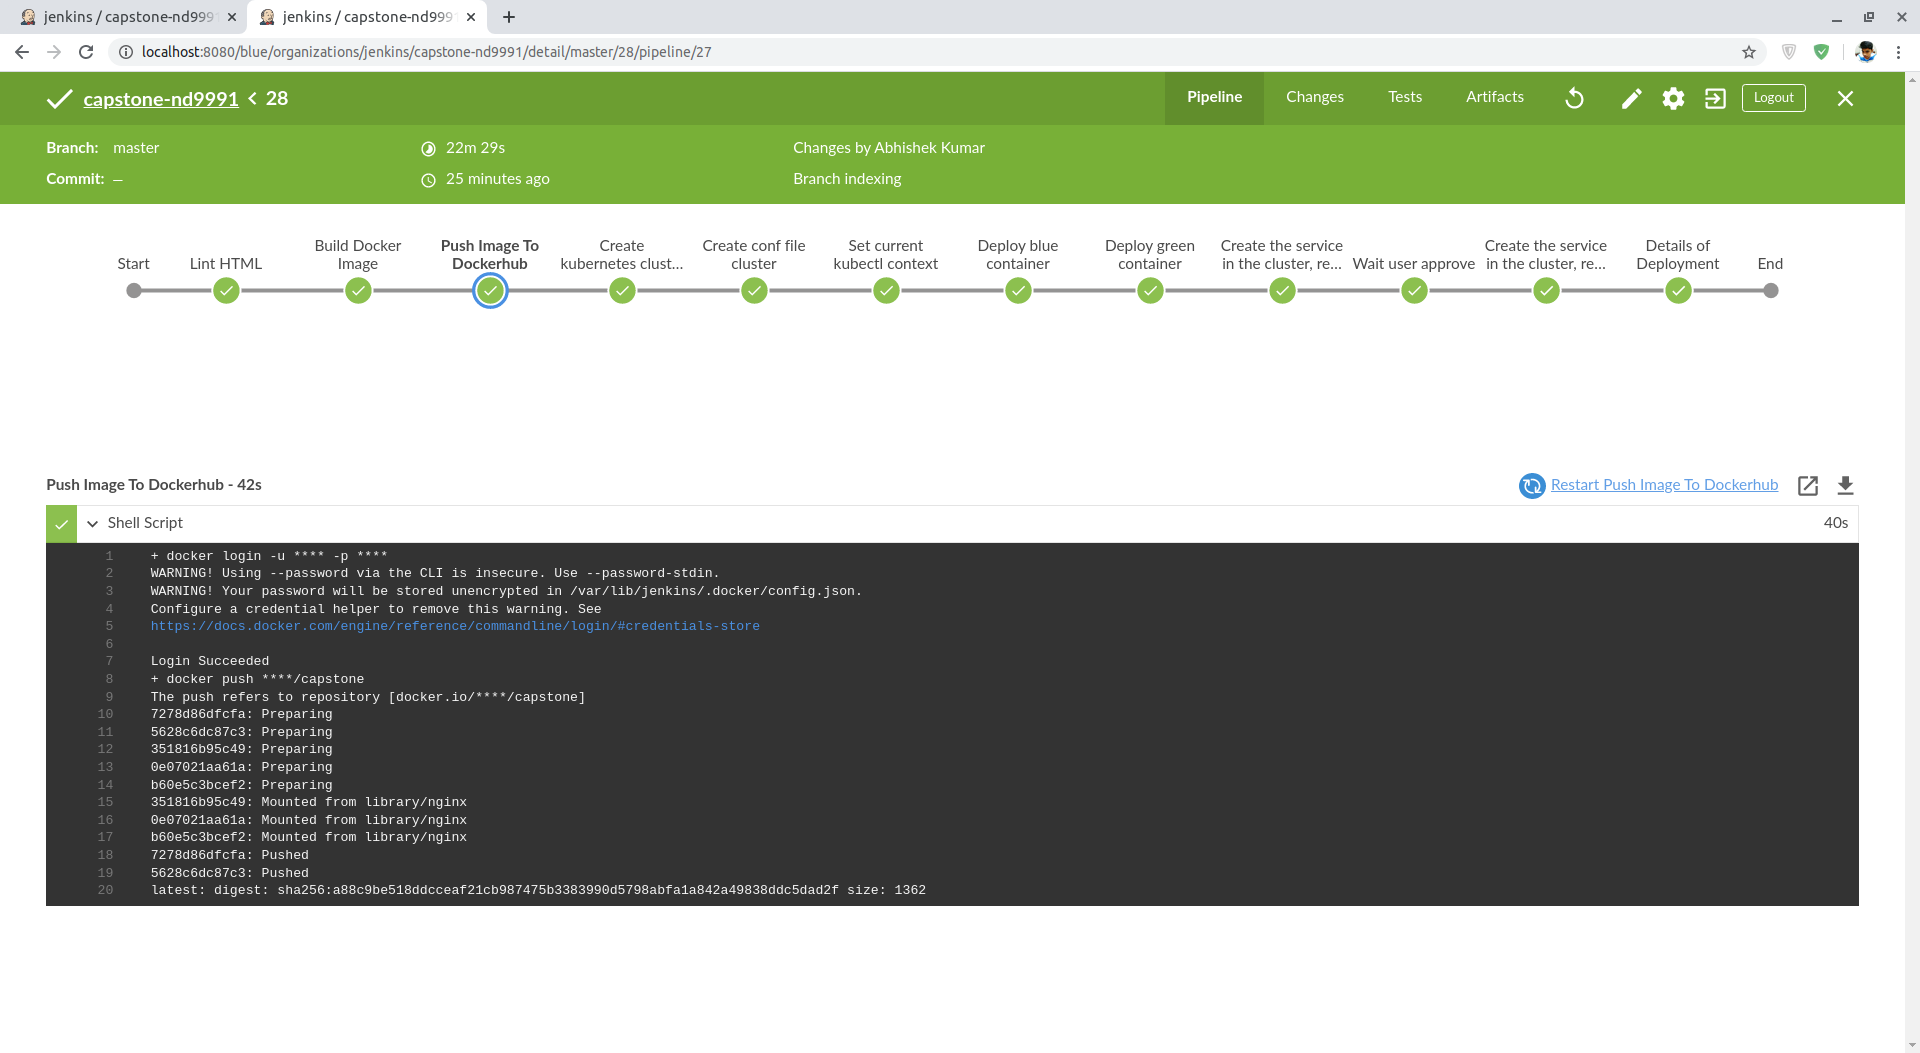 jenkins / capstone-nd9991
jenkins / capstone-nd9991
localhost:8080/blue/organizations/jenkins/capstone-nd9991/detail/master/28/pipeline/27
capstone-nd9991 < 28
Pipeline
Changes
Tests
Artifacts
Logout
Branch: master
22m 29s
Changes by Abhishek Kumar
Commit: —
25 minutes ago
Branch indexing
Start
Lint HTML
Build Docker
Image
Push Image To
Dockerhub
Create
kubernetes clust...
Create conf file
cluster
Set current
kubectl context
Deploy blue
container
Deploy green
container
Create the service
in the cluster, re...
Wait user approve
Create the service
in the cluster, re...
Details of
Deployment
End
Push Image To Dockerhub - 42s
Restart Push Image To Dockerhub
Shell Script
40s
1 + docker login -u **** -p ****
2 WARNING! Using --password via the CLI is insecure. Use --password-stdin.
3 WARNING! Your password will be stored unencrypted in /var/lib/jenkins/.docker/config.json.
4 Configure a credential helper to remove this warning. See
5 https://docs.docker.com/engine/reference/commandline/login/#credentials-store
6
7 Login Succeeded
8 + docker push ****/capstone
9 The push refers to repository [docker.io/****/capstone]
10 7278d86dfcfa: Preparing
11 5628c6dc87c3: Preparing
12 351816b95c49: Preparing
13 0e07021aa61a: Preparing
14 b60e5c3bcef2: Preparing
15 351816b95c49: Mounted from library/nginx
16 0e07021aa61a: Mounted from library/nginx
17 b60e5c3bcef2: Mounted from library/nginx
18 7278d86dfcfa: Pushed
19 5628c6dc87c3: Pushed
20 latest: digest: sha256:a88c9be518ddcceaf21cb987475b3383990d5798abfa1a842a49838ddc5dad2f size: 1362